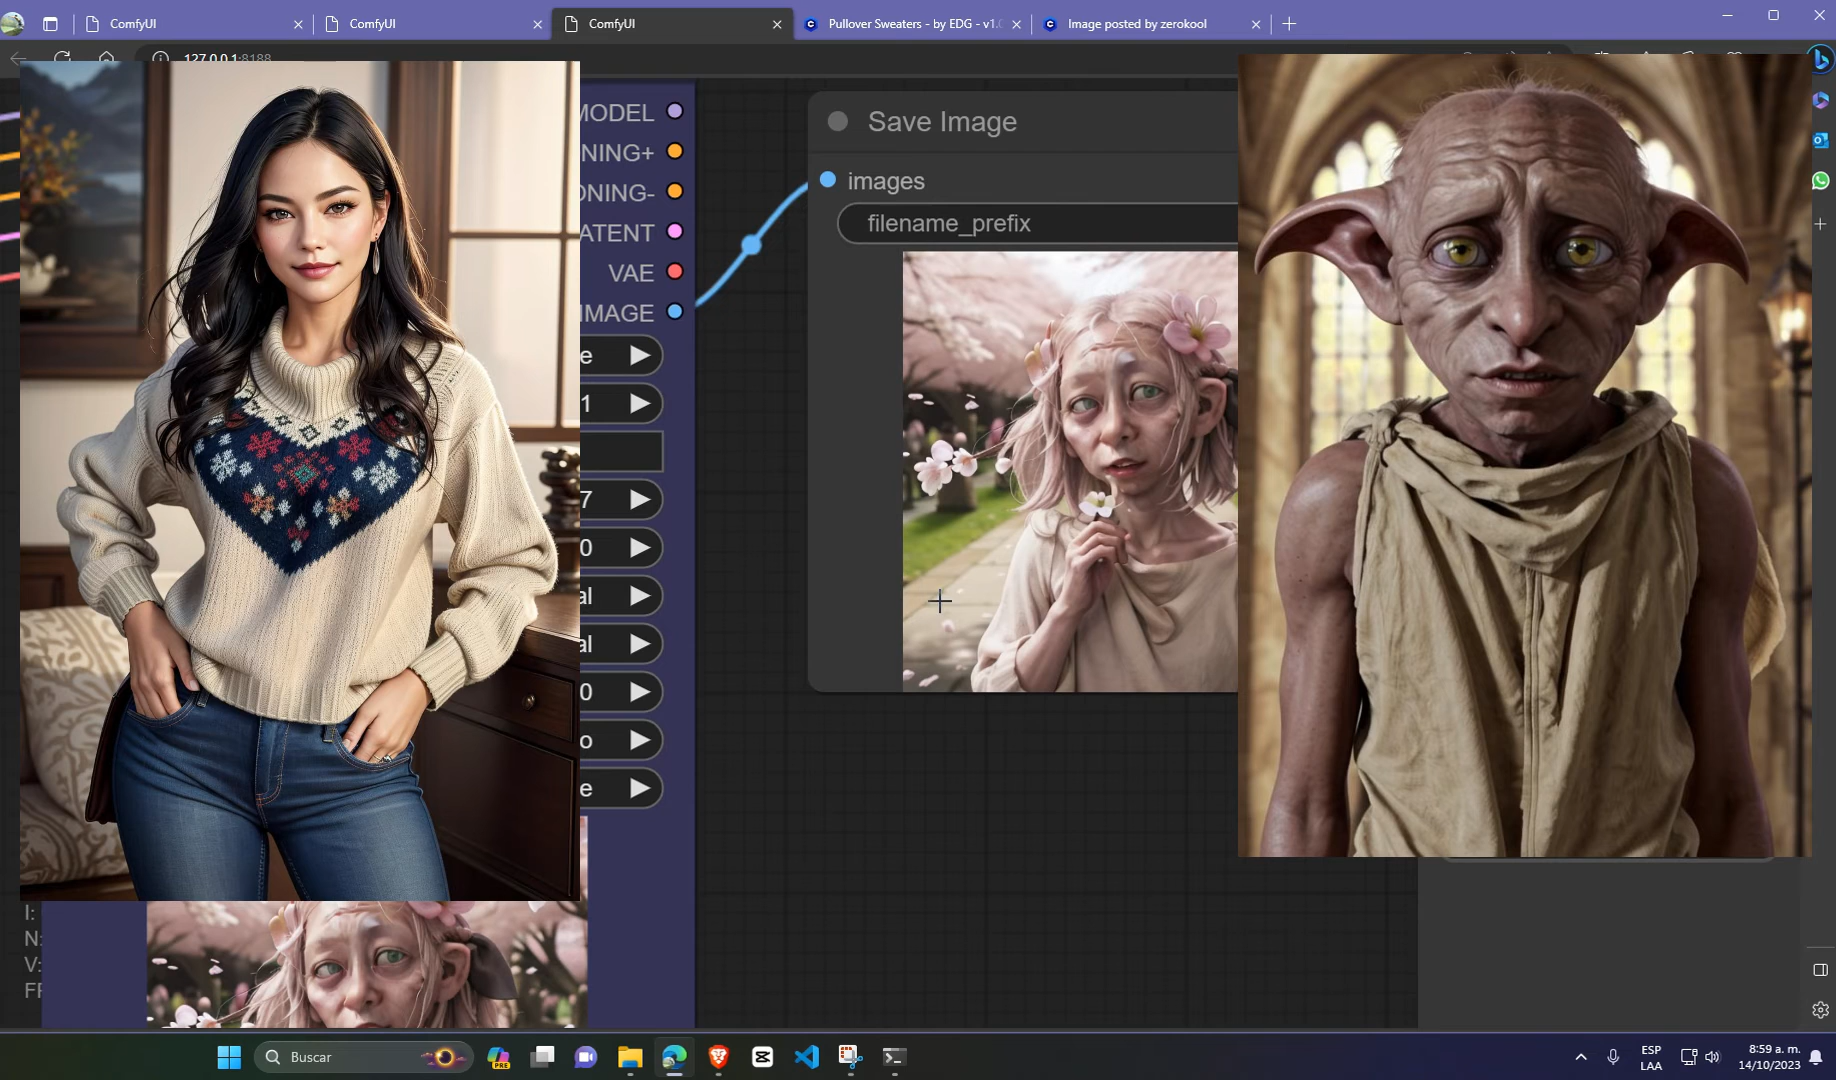 ComfyUI
ComfyUI
ComfyUI
Pullover Sweaters - by EDG - v1.0
Image posted by zerokool
127.0.0.1:8188
MODEL
NING+
ONING-
ATENT
VAE
IMAGE
e
1
7
0
al
al
0
o
e
Save Image
images
filename_prefix
I:
N:
V:
Buscar
PRE
ESP
LAA
8:59 a. m.
14/10/2023